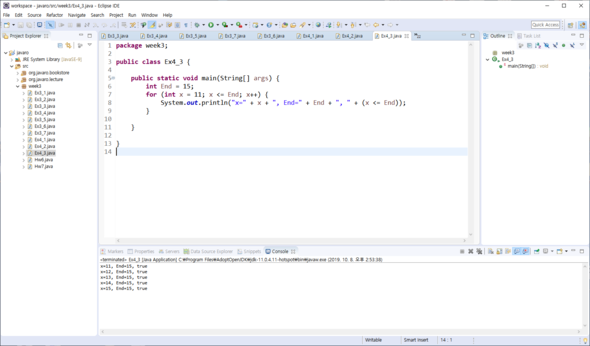 workspace - javaro/src/week3/Ex4_3.java - Eclipse IDE
File Edit Source Refactor Navigate Search Project Run Window Help
Quick Access
Project Explorer
javaro
JRE System Library [JavaSE-9]
src
org.javaro.bookstore
org.javaro.lecture
week3
Ex3_1.java
Ex3_2.java
Ex3_3.java
Ex3_4.java
Ex3_5.java
Ex3_6.java
Ex3_7.java
Ex4_1.java
Ex4_2.java
Ex4_3.java
Hw6.java
Hw7.java
Ex3_3.java Ex3_4.java Ex3_5.java Ex3_7.java Ex3_6.java Ex4_1.java Ex4_2.java Ex4_3.java
1 package week3;
2
3 public class Ex4_3 {
4
5 public static void main(String[] args) {
6 int End = 15;
7 for (int x = 11; x <= End; x++) {
8 System.out.println("x=" + x + ", End=" + End + ", " + (x <= End));
9 }
10
11 }
12
13 }
14
Outline Task List
week3
Ex4_3
main(String[]) : void
Markers Properties Servers Data Source Explorer Snippets Console
<terminated> Ex4_3 [Java Application] C:₩Program Files₩AdoptOpenJDK₩jdk-11.0.4.11-hotspot₩bin₩javaw.exe (2019. 10. 8. 오후 2:53:38)
x=11, End=15, true
x=12, End=15, true
x=13, End=15, true
x=14, End=15, true
x=15, End=15, true
Writable Smart Insert 14 : 1